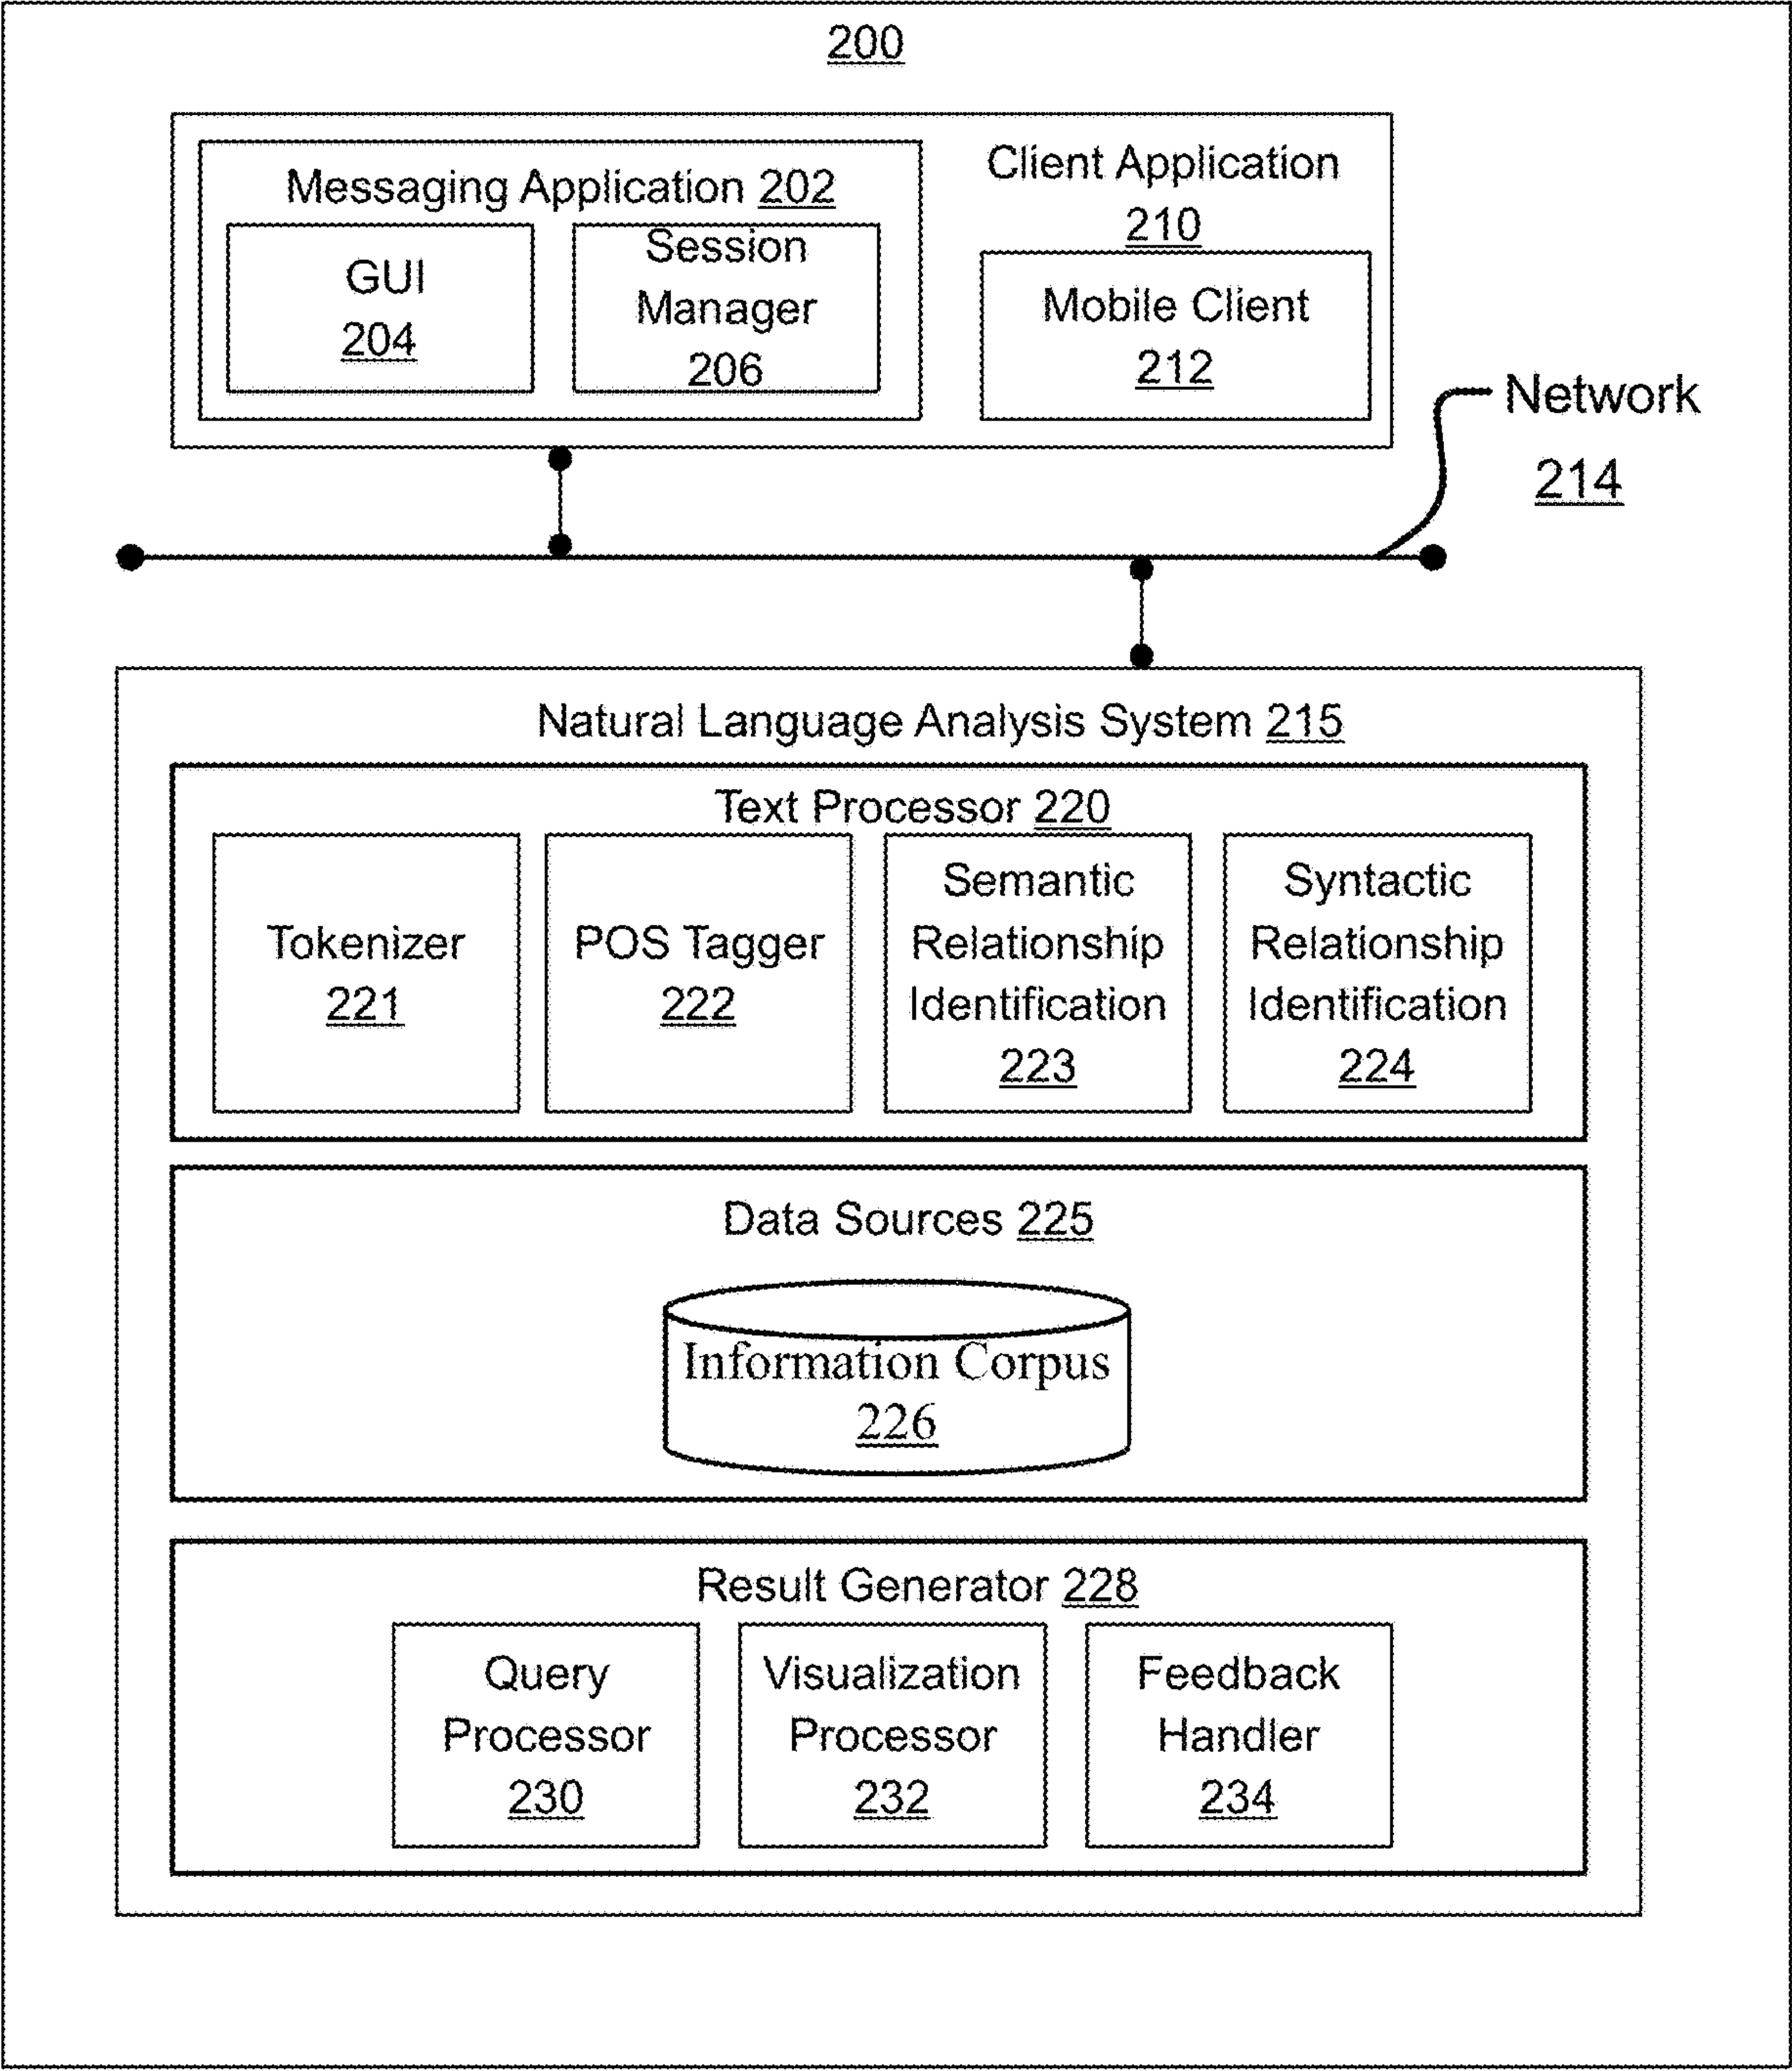 200
Messaging Application 202
GUI
204
Session
Manager
206
Client Application
210
Mobile Client
212
Network
214
Natural Language Analysis System 215
Text Processor 220
Tokenizer
221
POS Tagger
222
Semantic
Relationship
Identification
223
Syntactic
Relationship
Identification
224
Data Sources 225
Information Corpus
226
Result Generator 228
Query
Processor
230
Visualization
Processor
232
Feedback
Handler
234